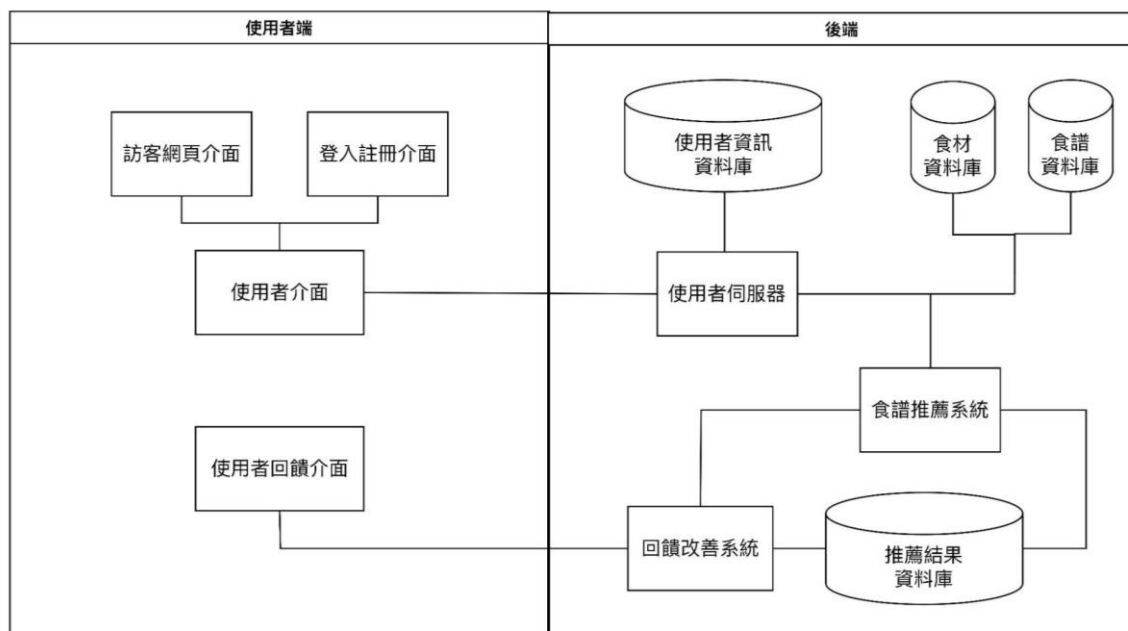 使用者端
後端
訪客網頁介面
登入註冊介面
使用者資訊
資料庫
食材
資料庫
食譜
資料庫
使用者介面
使用者伺服器
食譜推薦系統
使用者回饋介面
回饋改善系統
推薦結果
資料庫